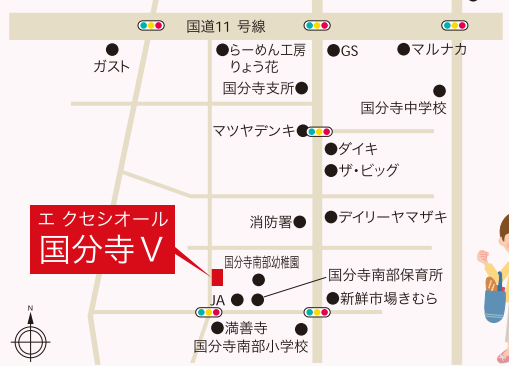 国道11号線
ガスト
らーめん工房
りょう花
GS
マルナカ
国分寺支所
国分寺中学校
マツヤデンキ
ダイキ
ザ・ビッグ
エクセシオール
国分寺Ⅴ
消防署
デイリーヤマザキ
国分寺南部幼稚園
国分寺南部保育所
JA
新鮮市場きむら
N
満善寺
国分寺南部小学校